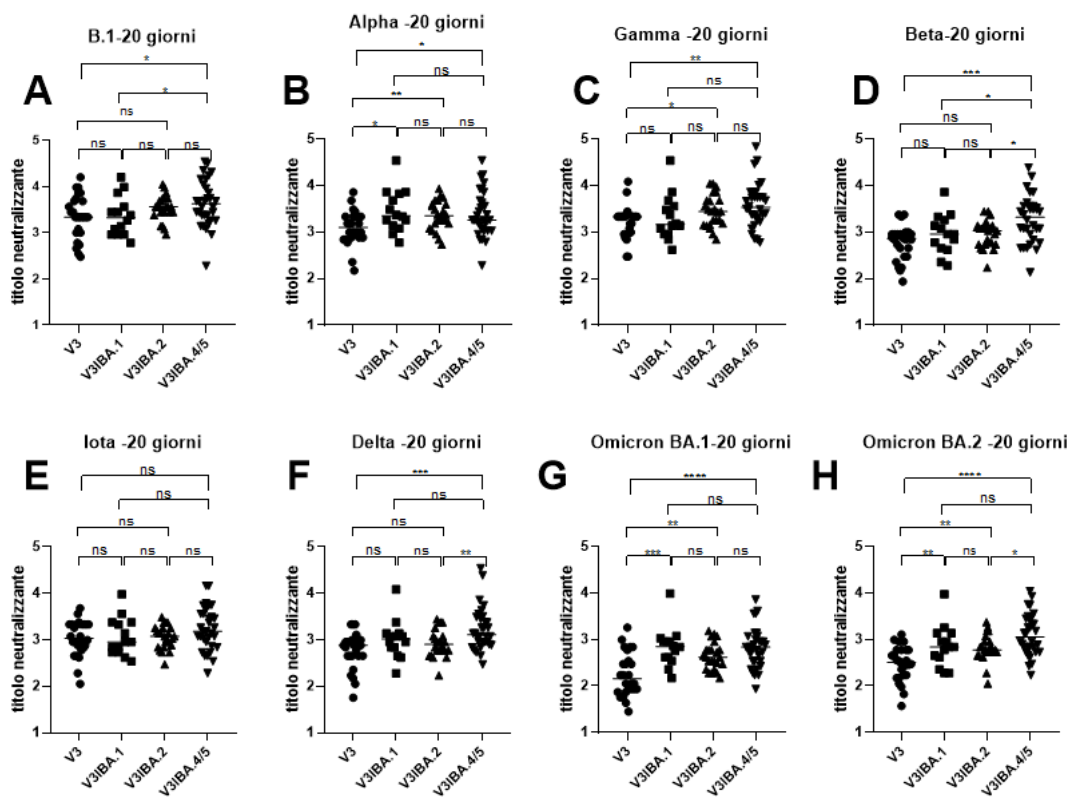 A
B.1-20 giorni
*
*
ns
ns
ns
ns
titolo neutralizzante
5
4
3
2
1
V3
V3IBA.1
V3IBA.2
V3IBA.4/5
B
Alpha -20 giorni
*
ns
**
*
ns
ns
titolo neutralizzante
5
4
3
2
1
V3
V3IBA.1
V3IBA.2
V3IBA.4/5
C
Gamma -20 giorni
**
ns
*
ns
ns
ns
titolo neutralizzante
5
4
3
2
1
V3
V3IBA.1
V3IBA.2
V3IBA.4/5
D
Beta-20 giorni
***
*
ns
ns
ns
*
titolo neutralizzante
5
4
3
2
1
V3
V3IBA.1
V3IBA.2
V3IBA.4/5
E
Iota -20 giorni
ns
ns
ns
ns
ns
ns
titolo neutralizzante
5
4
3
2
1
V3
V3IBA.1
V3IBA.2
V3IBA.4/5
F
Delta -20 giorni
***
ns
ns
ns
ns
**
titolo neutralizzante
5
4
3
2
1
V3
V3IBA.1
V3IBA.2
V3IBA.4/5
G
Omicron BA.1-20 giorni
****
ns
**
***
ns
ns
titolo neutralizzante
5
4
3
2
1
V3
V3IBA.1
V3IBA.2
V3IBA.4/5
H
Omicron BA.2 -20 giorni
****
ns
**
**
ns
*
titolo neutralizzante
5
4
3
2
1
V3
V3IBA.1
V3IBA.2
V3IBA.4/5